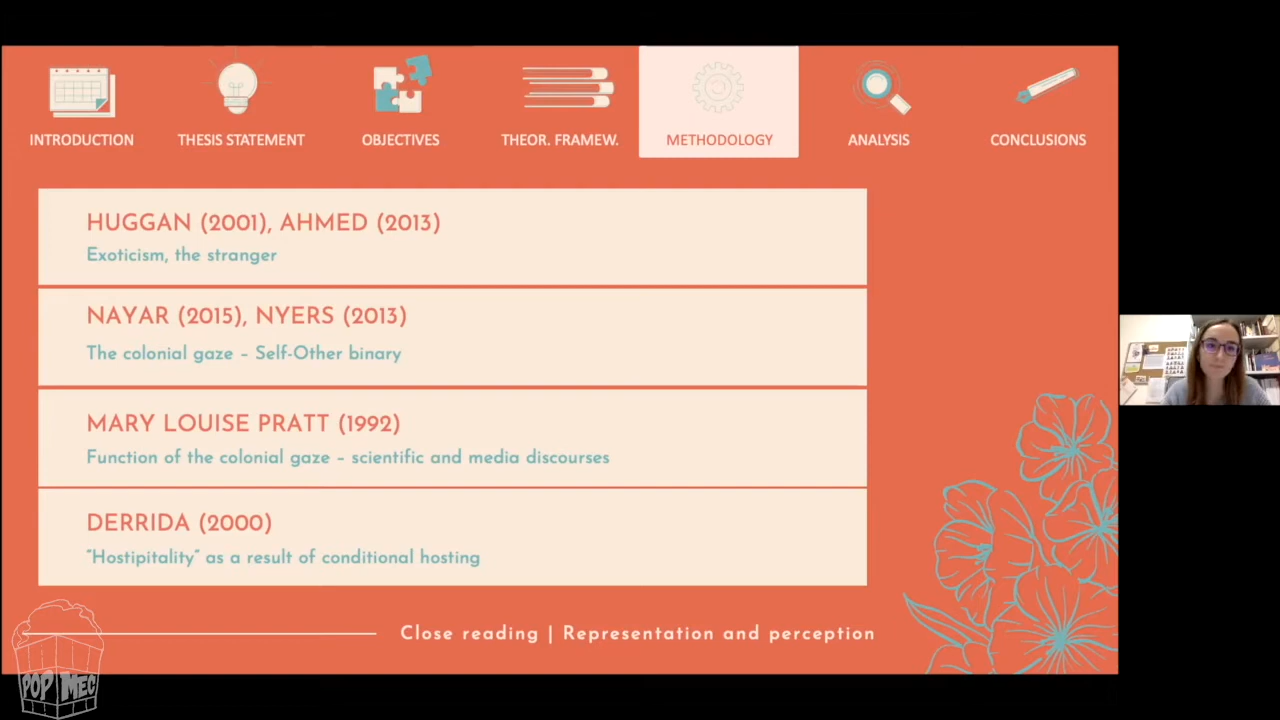 INTRODUCTION
THESIS STATEMENT
OBJECTIVES
THEOR. FRAMEW.
METHODOLOGY
ANALYSIS
CONCLUSIONS
HUGGAN (2001), AHMED (2013)
Exoticism, the stranger
NAYAR (2015), NYERS (2013)
The colonial gaze – Self-Other binary
MARY LOUISE PRATT (1992)
Function of the colonial gaze – scientific and media discourses
DERRIDA (2000)
“Hostipitality” as a result of conditional hosting
Close reading | Representation and perception
POP MEC